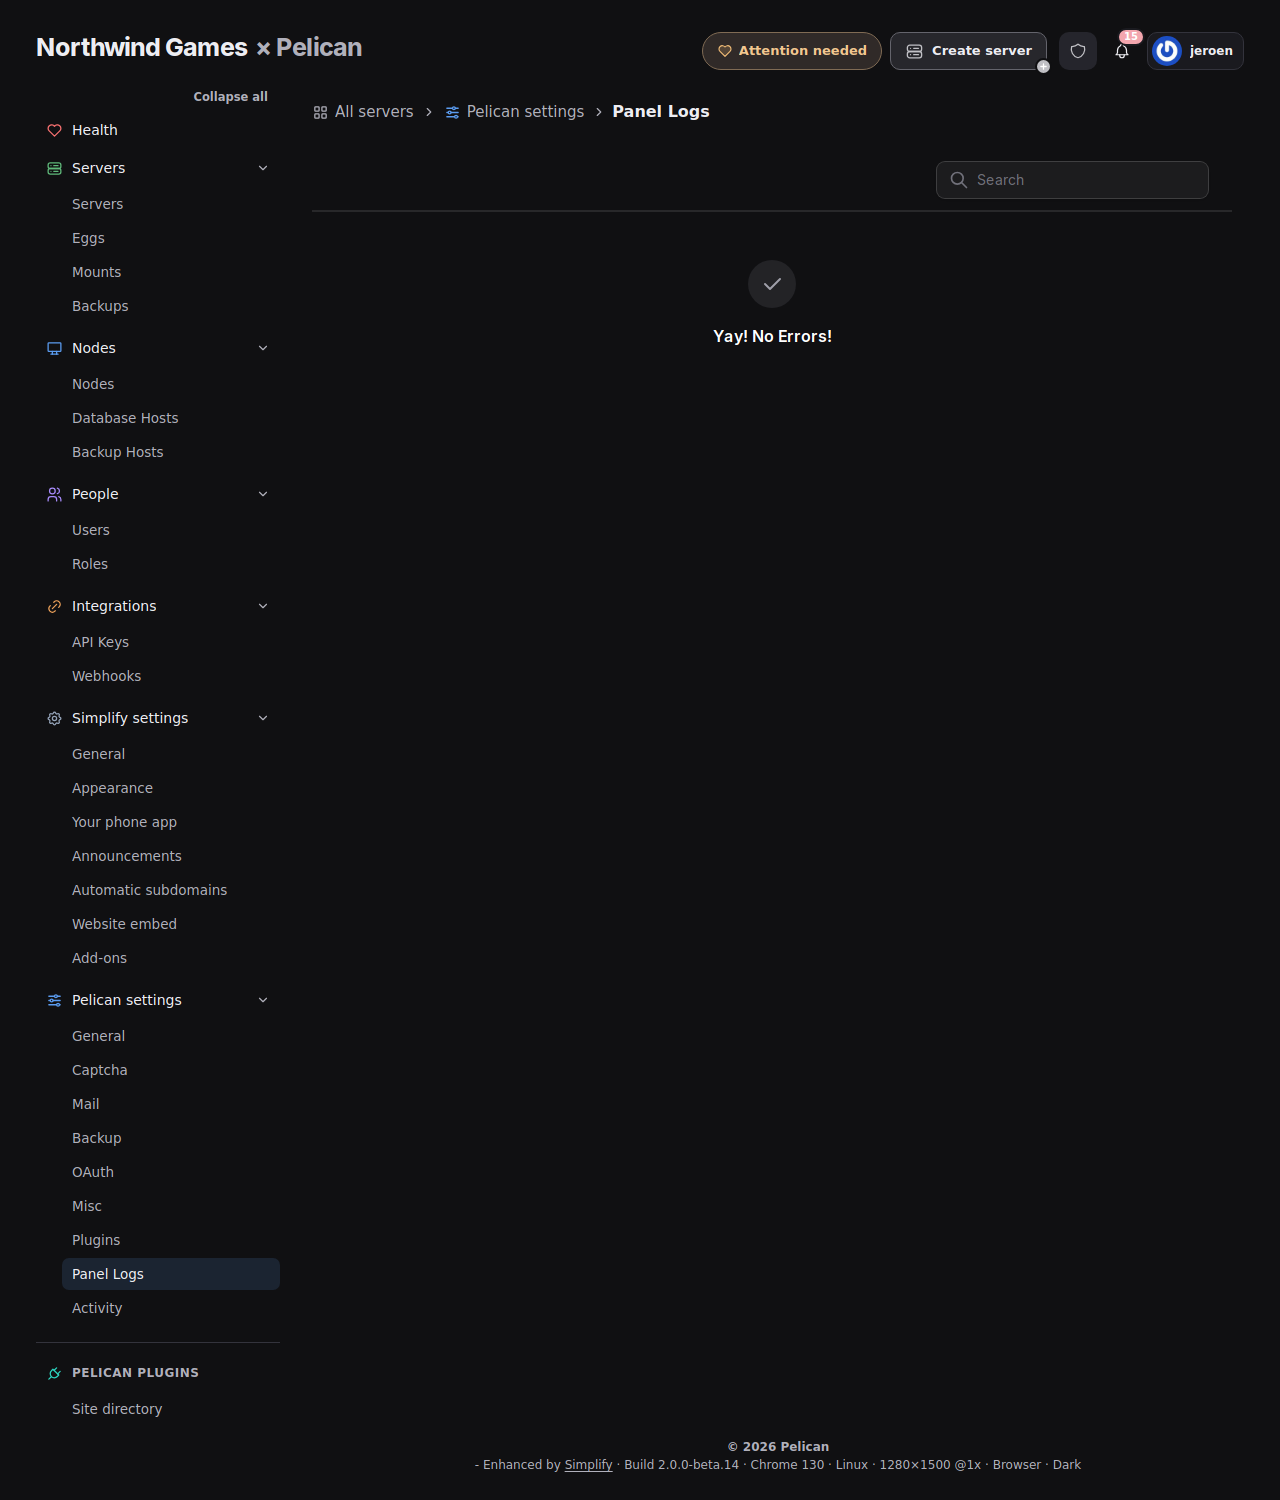 Northwind Games × Pelican
Attention needed
Create server
15
jeroen
Collapse all
All servers
Pelican settings
Panel Logs
Health
Servers
Servers
Eggs
Mounts
Backups
Nodes
Nodes
Database Hosts
Backup Hosts
People
Users
Roles
Integrations
API Keys
Webhooks
Simplify settings
General
Appearance
Your phone app
Announcements
Automatic subdomains
Website embed
Add-ons
Pelican settings
General
Captcha
Mail
Backup
OAuth
Misc
Plugins
Panel Logs
Activity
PELICAN PLUGINS
Site directory
Search
Yay! No Errors!
© 2026 Pelican
- Enhanced by Simplify · Build 2.0.0-beta.14 · Chrome 130 · Linux · 1280×1500 @1x · Browser · Dark